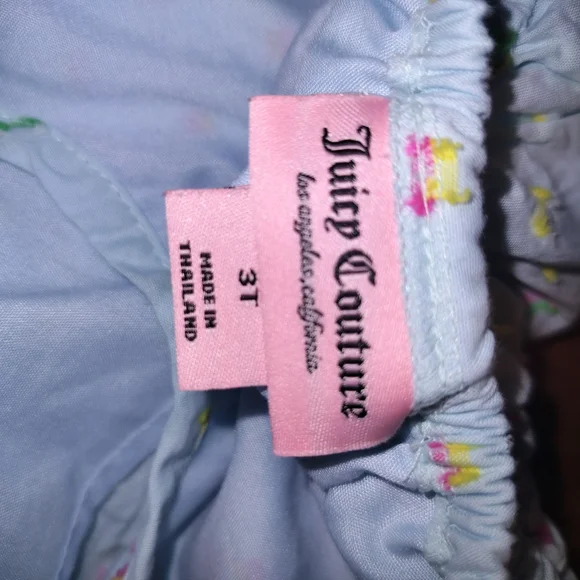 Juicy Couture
los angeles, california
3T
MADE IN
THAILAND